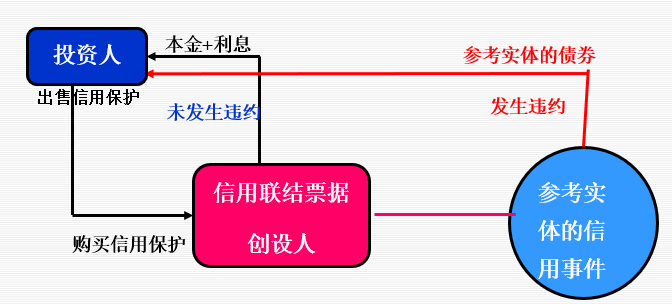 本金+利息
投资人
参考实体的债券
出售信用保护
未发生违约
发生违约
信用联结票据
创设人
购买信用保护
参考实
体的信
用事件